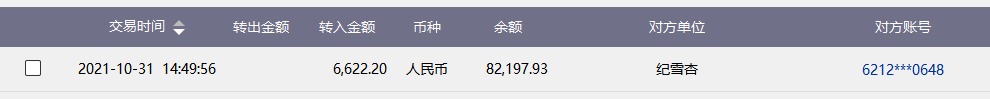 交易时间 转出金额 转入金额 币种 余额 对方单位 对方账号
2021-10-31 14:49:56 6,622.20 人民币 82,197.93 纪雪杏 6212***0648